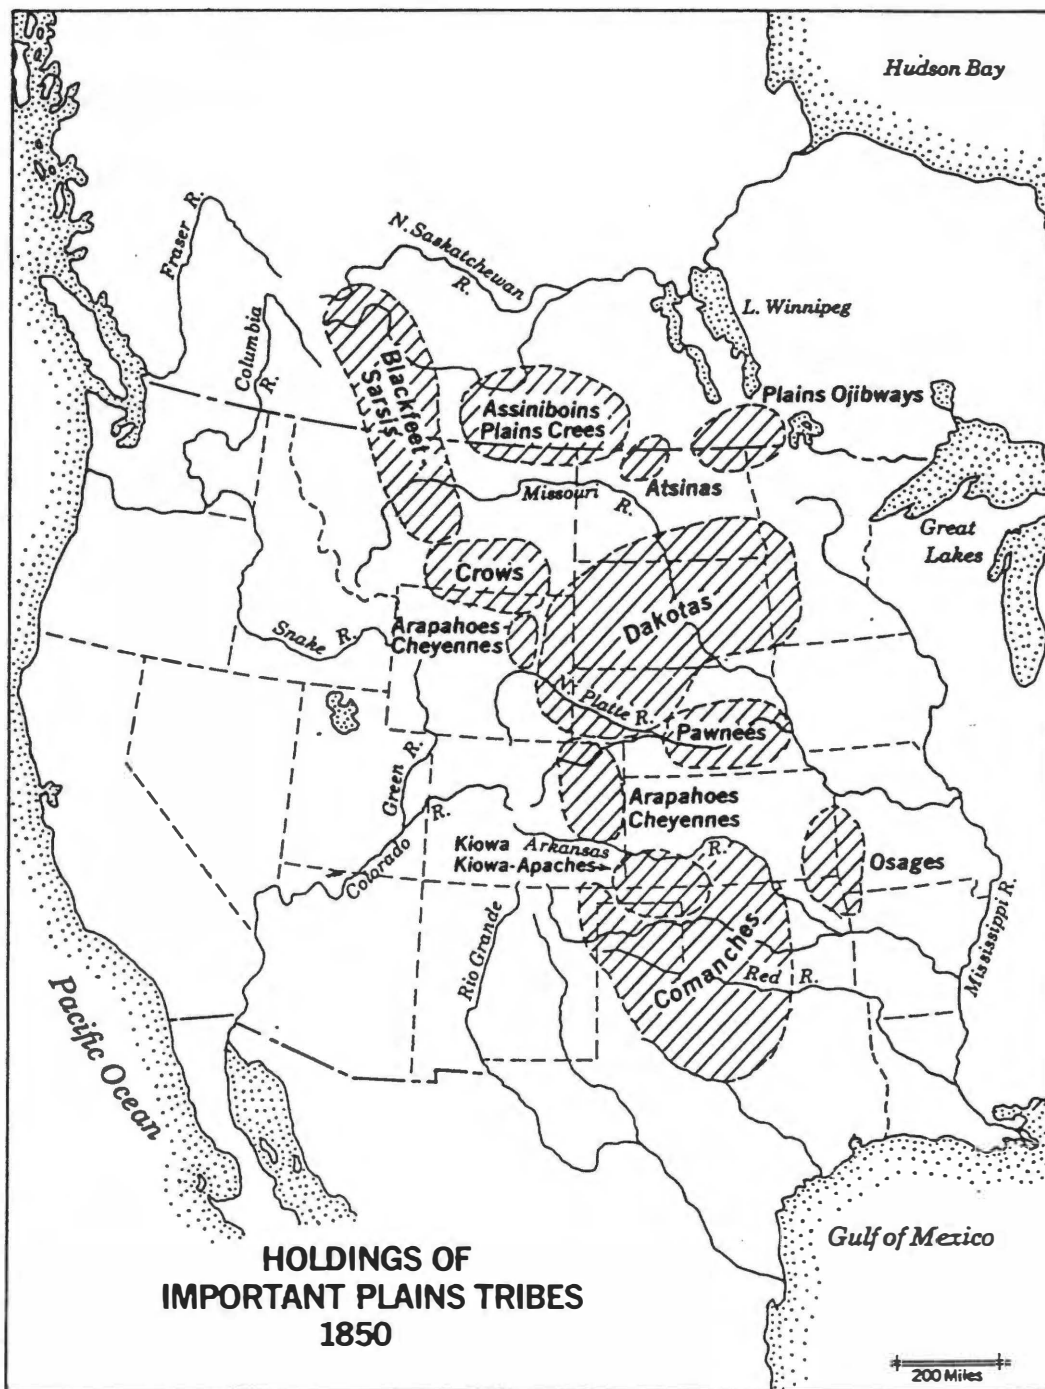 Hudson Bay
Fraser R.
N. Saskatchewan
R.
L. Winnipeg
Columbia
R.
Blackfeet
Sarsis
Assiniboins
Plains Crees
Plains Ojibways
Atsinas
Missouri
R.
Great
Lakes
Crows
Dakotas
Arapahoes
Cheyennes
Snake R.
N. Platte R.
Pawnees
Green R.
Arapahoes
Cheyennes
Colorado R.
Kiowa
Kiowa-Apaches
Arkansas
R.
Osages
Rio Grande
Comanches
Red R.
Mississippi R.
Pacific Ocean
Gulf of Mexico
HOLDINGS OF
IMPORTANT PLAINS TRIBES
1850
200 Miles